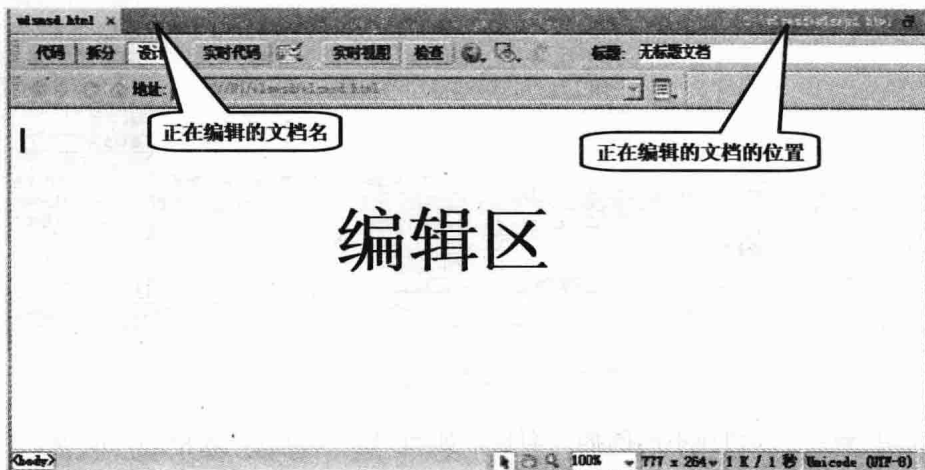 wlsnsd.html ×
代码 拆分 设计 实时代码 实时视图 检查 标题: 无标题文档
地址:
正在编辑的文档名
正在编辑的文档的位置
编辑区
<body> 100% 777 x 264 1 K / 1 秒 Unicode (UTF-8)